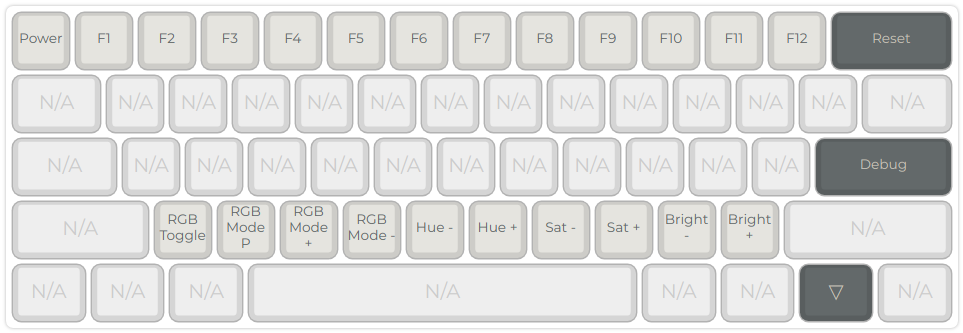 Power F1 F2 F3 F4 F5 F6 F7 F8 F9 F10 F11 F12 Reset
N/A N/A N/A N/A N/A N/A N/A N/A N/A N/A N/A N/A N/A N/A
N/A N/A N/A N/A N/A N/A N/A N/A N/A N/A N/A N/A Debug
N/A
RGB
Toggle
RGB
Mode
P
RGB
Mode
+
RGB
Mode -
Hue -
Hue +
Sat -
Sat +
Bright
-
Bright
+
N/A
N/A N/A N/A N/A N/A N/A ▽ N/A